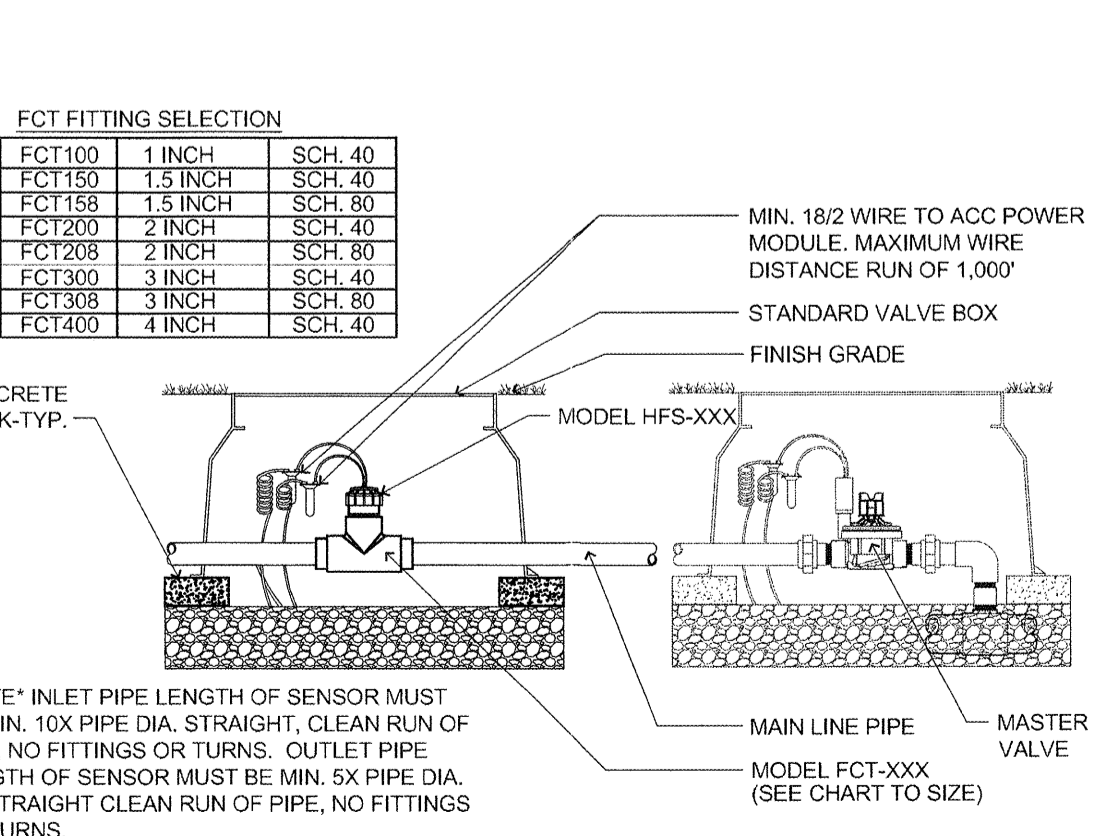 FCT FITTING SELECTION
FCT100 1 INCH SCH. 40
FCT150 1.5 INCH SCH. 40
FCT158 1.5 INCH SCH. 80
FCT200 2 INCH SCH. 40
FCT208 2 INCH SCH. 80
FCT300 3 INCH SCH. 40
FCT308 3 INCH SCH. 80
FCT400 4 INCH SCH. 40
MIN. 18/2 WIRE TO ACC POWER
MODULE. MAXIMUM WIRE
DISTANCE RUN OF 1,000'
STANDARD VALVE BOX
FINISH GRADE
CRETE
K-TYP.
MODEL HFS-XXX
TE* INLET PIPE LENGTH OF SENSOR MUST
IN. 10X PIPE DIA. STRAIGHT, CLEAN RUN OF
NO FITTINGS OR TURNS. OUTLET PIPE
GTH OF SENSOR MUST BE MIN. 5X PIPE DIA.
TRAIGHT CLEAN RUN OF PIPE, NO FITTINGS
URNS
MAIN LINE PIPE
MASTER
VALVE
MODEL FCT-XXX
(SEE CHART TO SIZE)